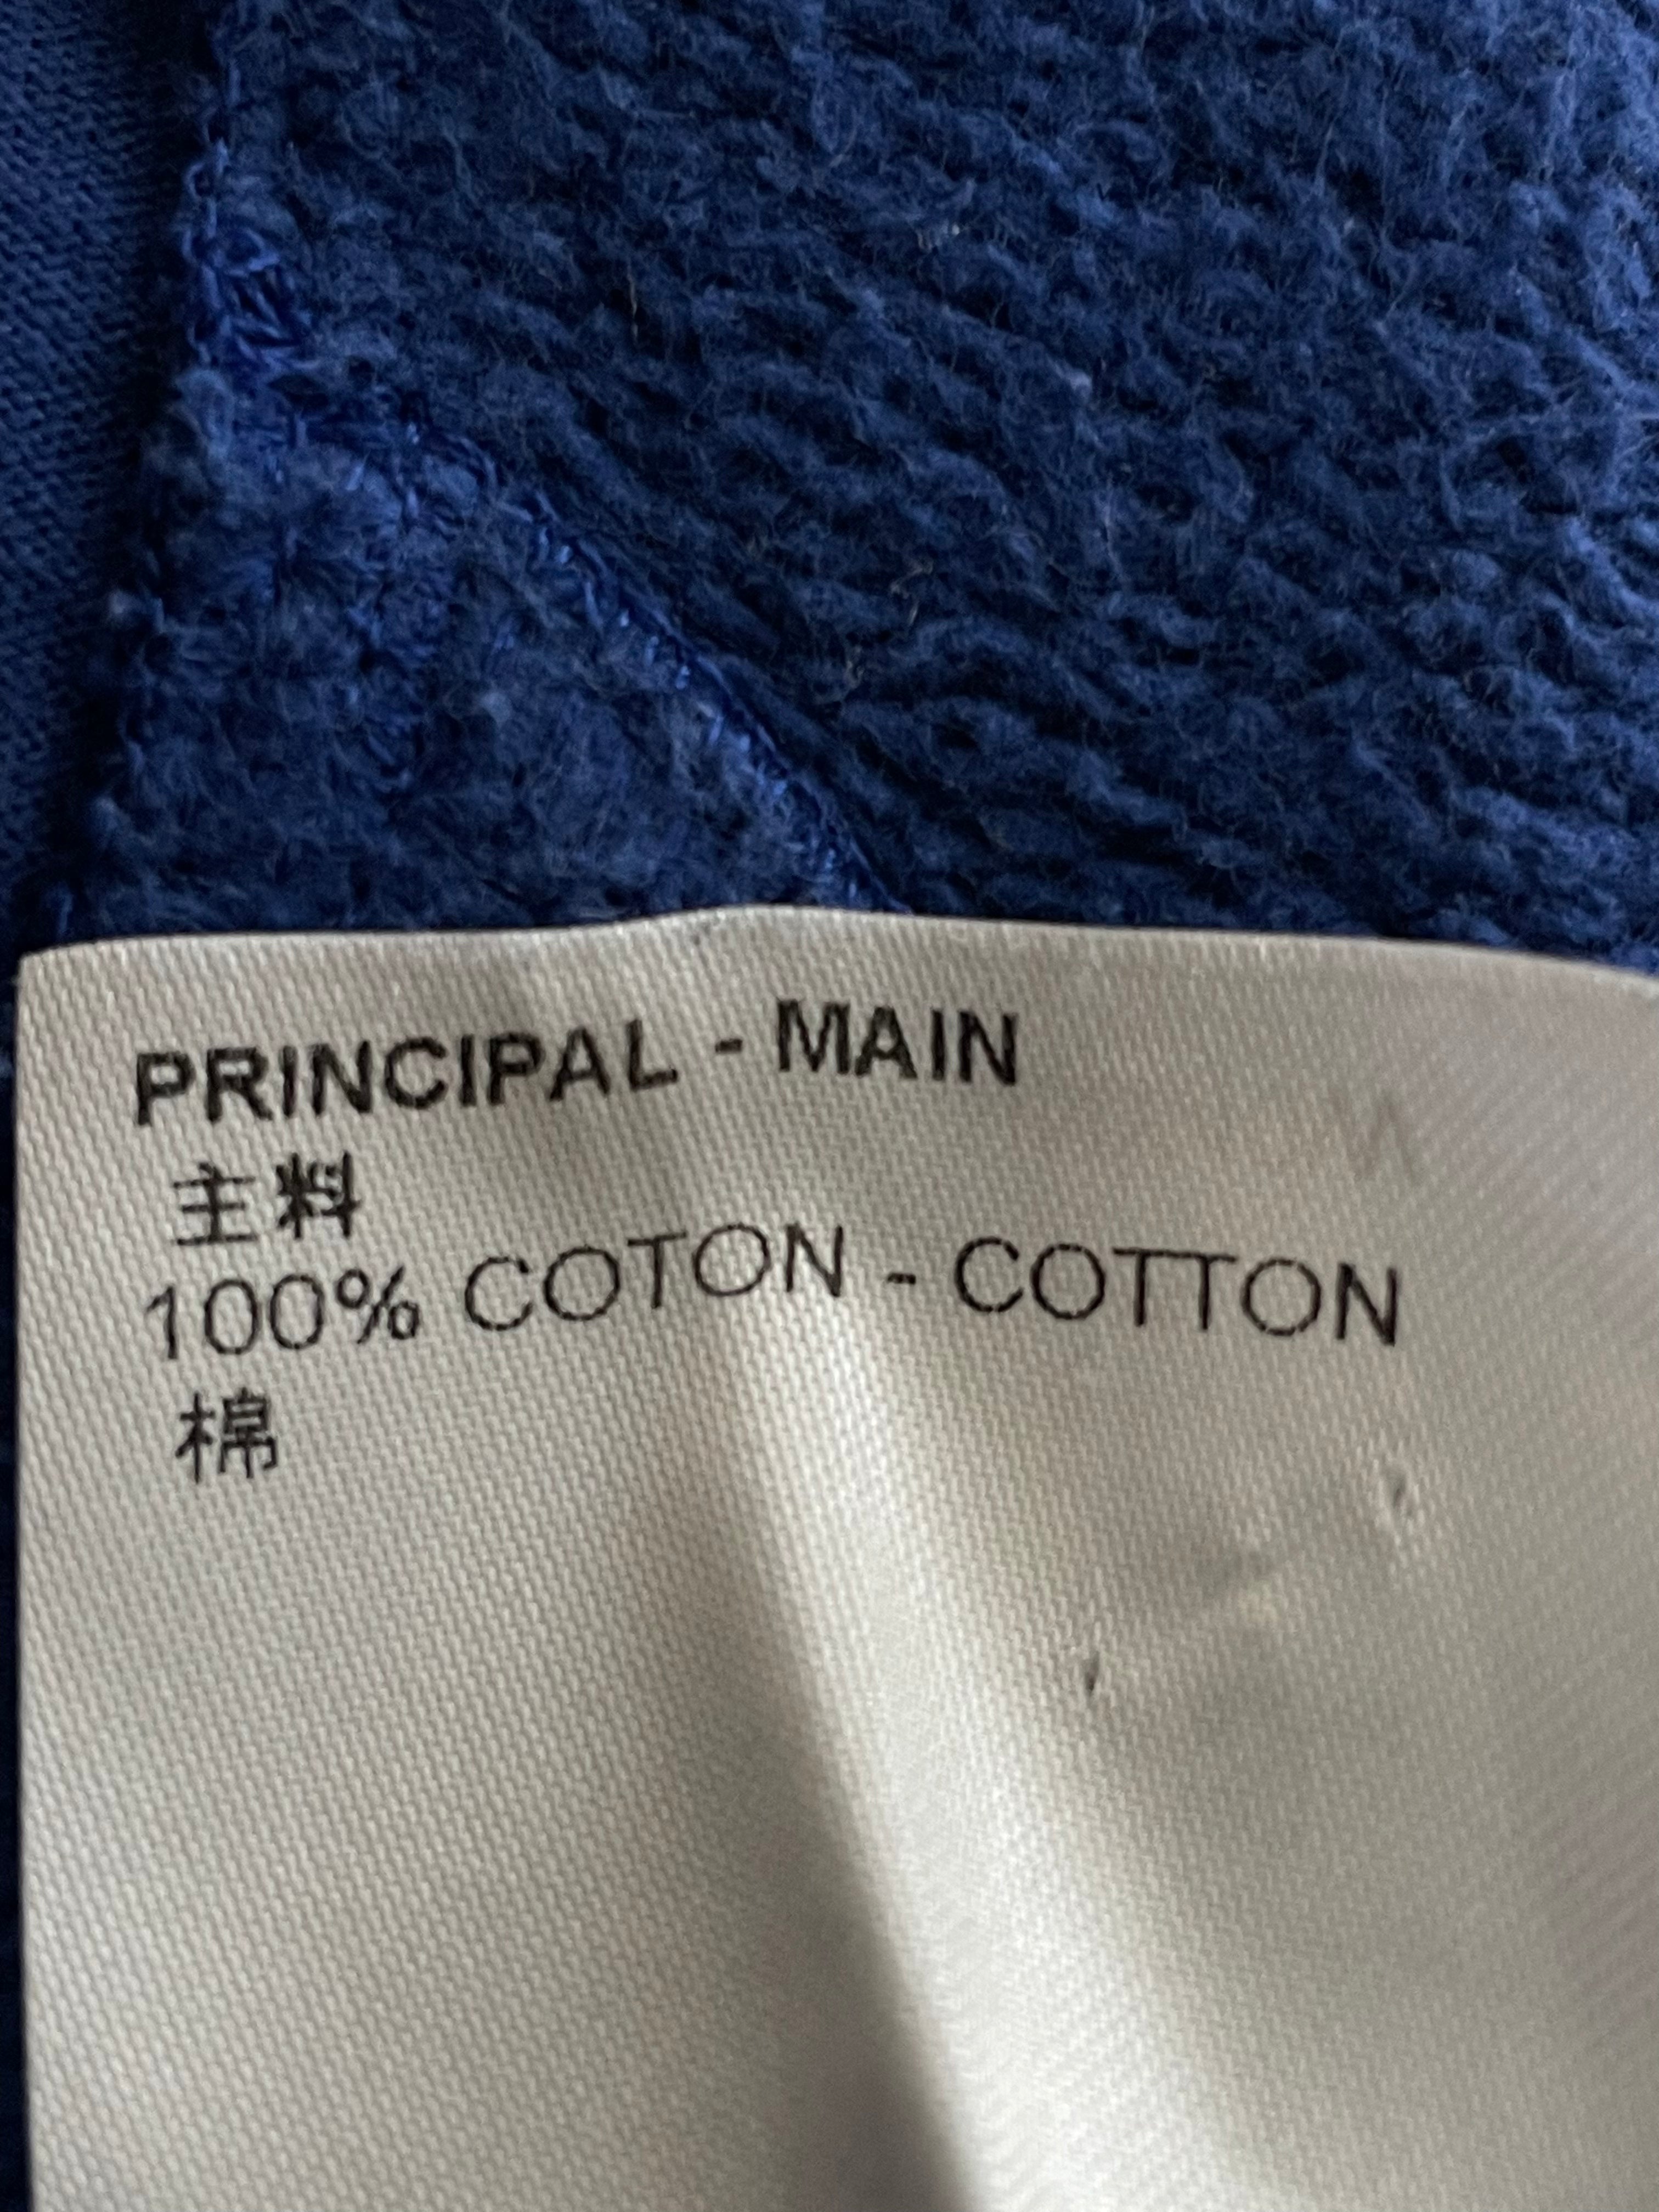 PRINCIPAL - MAIN
主料
100% COTON - COTTON
棉